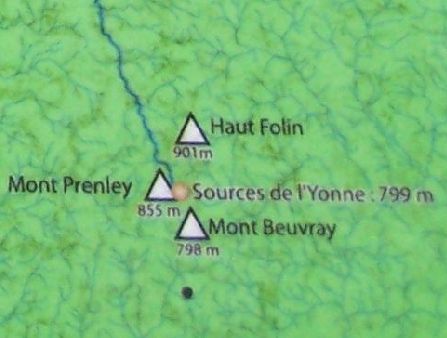 Haut Folin
901m
Mont Prenley
855 m
Sources de l'Yonne : 799 m
Mont Beuvray
798 m